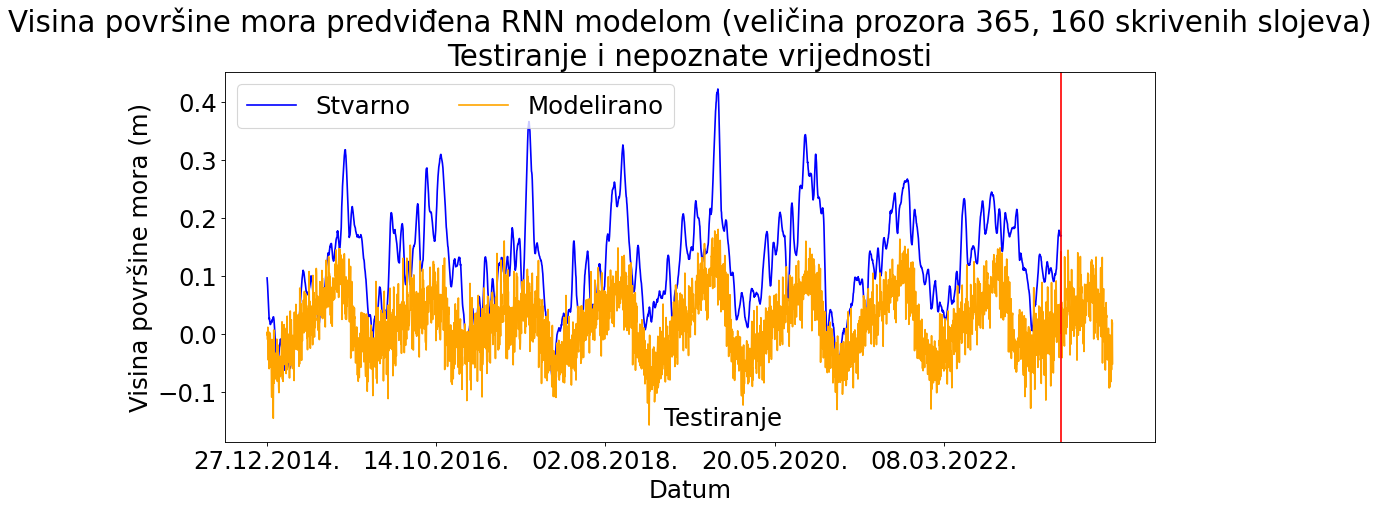 Visina površine mora predviđena RNN modelom (veličina prozora 365, 160 skrivenih slojeva)
Testiranje i nepoznate vrijednosti
Stvarno Modelirano
Visina površine mora (m)
0.4
0.3
0.2
0.1
0.0
−0.1
Testiranje
27.12.2014. 14.10.2016. 02.08.2018. 20.05.2020. 08.03.2022.
Datum